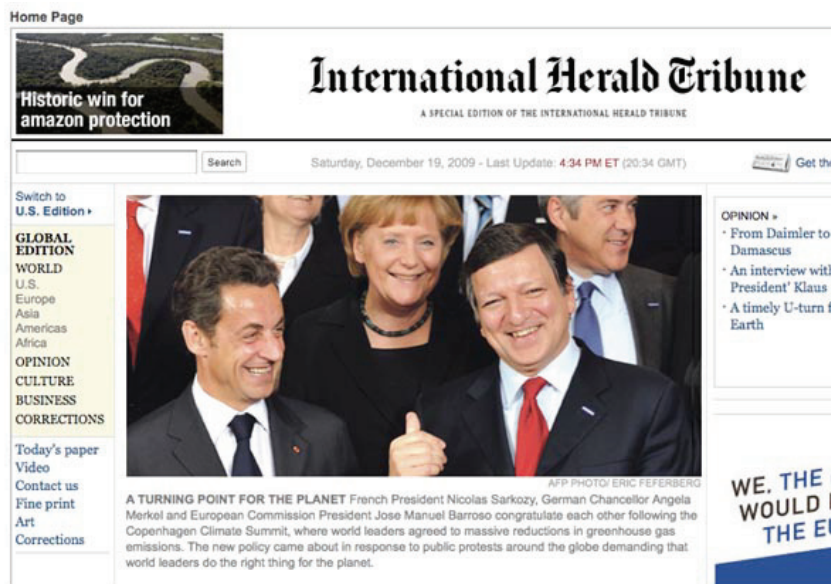 Home Page
Historic win for
amazon protection
International Herald Tribune
A SPECIAL EDITION OF THE INTERNATIONAL HERALD TRIBUNE
Search
Saturday, December 19, 2009 - Last Update: 4:34 PM ET (20:34 GMT)
Get the
Switch to
U.S. Edition
GLOBAL
EDITION
WORLD
U.S.
Europe
Asia
Americas
Africa
OPINION
CULTURE
BUSINESS
CORRECTIONS
Today's paper
Video
Contact us
Fine print
Art
Corrections
AFP PHOTO/ ERIC FEFERBERG
A TURNING POINT FOR THE PLANET French President Nicolas Sarkozy, German Chancellor Angela
Merkel and European Commission President Jose Manuel Barroso congratulate each other following the
Copenhagen Climate Summit, where world leaders agreed to massive reductions in greenhouse gas
emissions. The new policy came about in response to public protests around the globe demanding that
world leaders do the right thing for the planet.
OPINION »
· From Daimler to
Damascus
· An interview with
President' Klaus
· A timely U-turn f
Earth
WE, THE
WOULD
THE